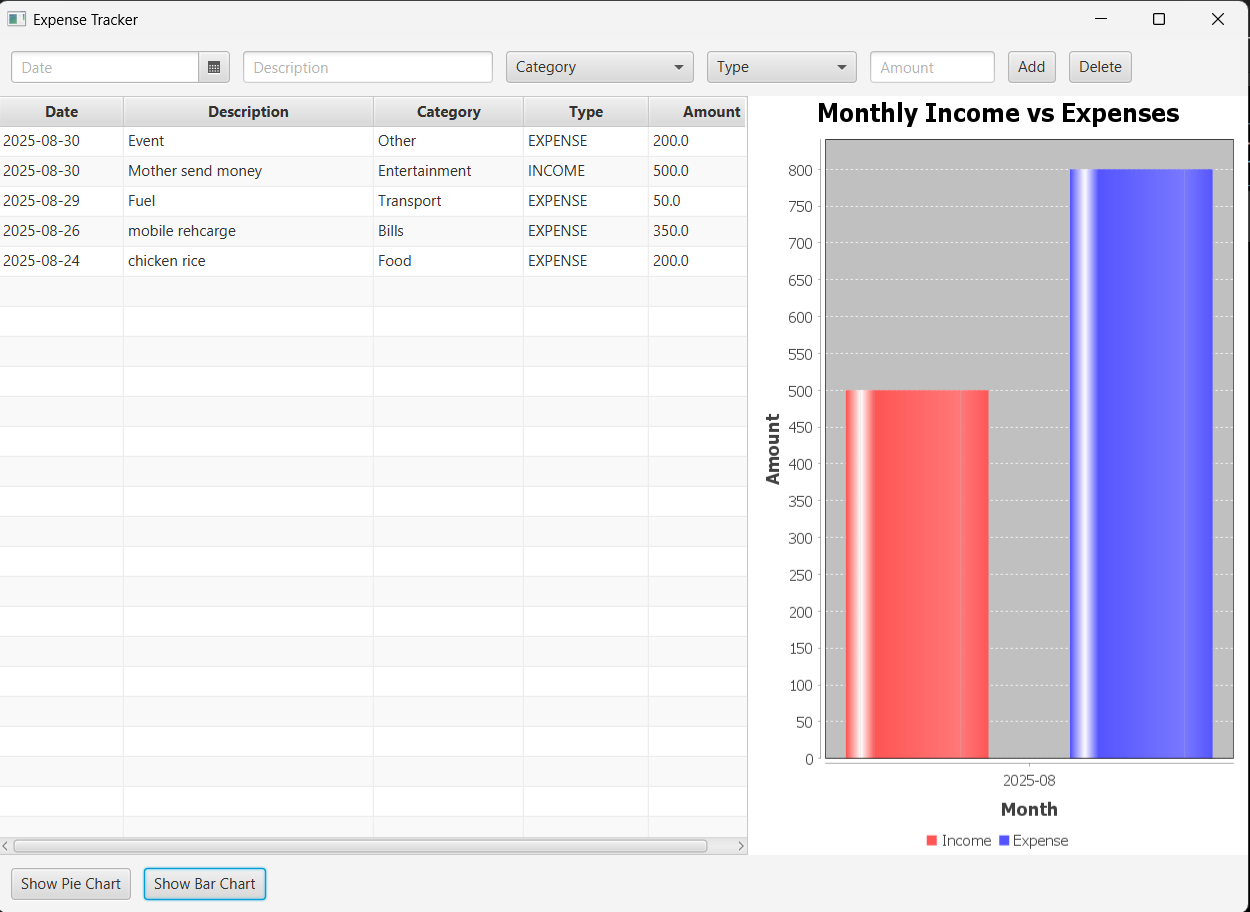 Expense Tracker
Date Description Category Type Amount Add Delete
Date Description Category Type Amount
2025-08-30 Event Other EXPENSE 200.0
2025-08-30 Mother send money Entertainment INCOME 500.0
2025-08-29 Fuel Transport EXPENSE 50.0
2025-08-26 mobile rehcarge Bills EXPENSE 350.0
2025-08-24 chicken rice Food EXPENSE 200.0
Monthly Income vs Expenses
800
750
700
650
600
550
500
450
400
350
300
250
200
150
100
50
0
Amount
2025-08
Month
Income Expense
Show Pie Chart Show Bar Chart